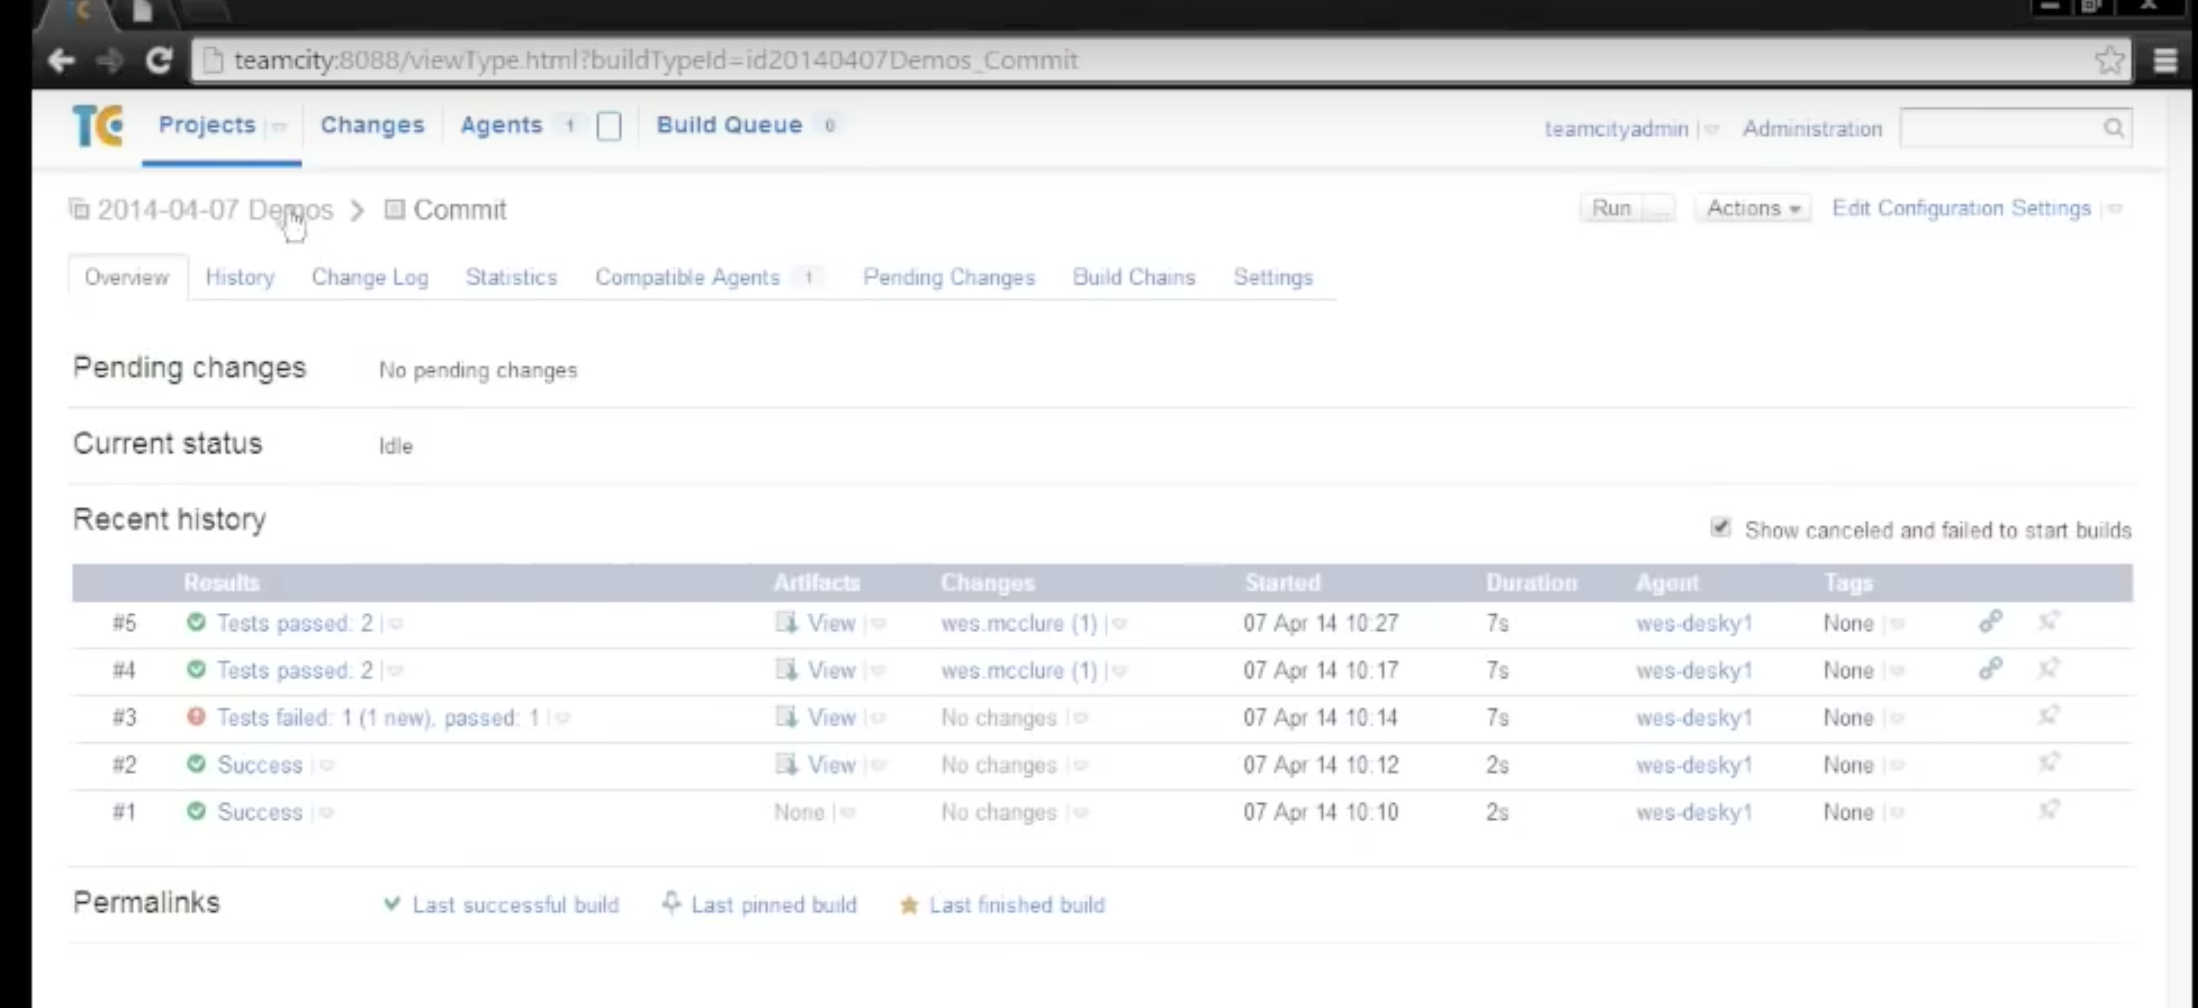 teamcity:8088/viewType.html?buildTypeId=id20140407Demos_Commit
TC Projects Changes Agents 1 Build Queue 0 teamcityadmin Administration
2014-04-07 Demos > Commit Run ... Actions Edit Configuration Settings
Overview History Change Log Statistics Compatible Agents 1 Pending Changes Build Chains Settings
Pending changes No pending changes
Current status Idle
Recent history
Show canceled and failed to start builds
Results Artifacts Changes Started Duration Agent Tags
#5 Tests passed: 2 View wes.mcclure (1) 07 Apr 14 10:27 7s wes-desky1 None
#4 Tests passed: 2 View wes.mcclure (1) 07 Apr 14 10:17 7s wes-desky1 None
#3 Tests failed: 1 (1 new), passed: 1 View No changes 07 Apr 14 10:14 7s wes-desky1 None
#2 Success View No changes 07 Apr 14 10:12 2s wes-desky1 None
#1 Success None No changes 07 Apr 14 10:10 2s wes-desky1 None
Permalinks Last successful build Last pinned build Last finished build